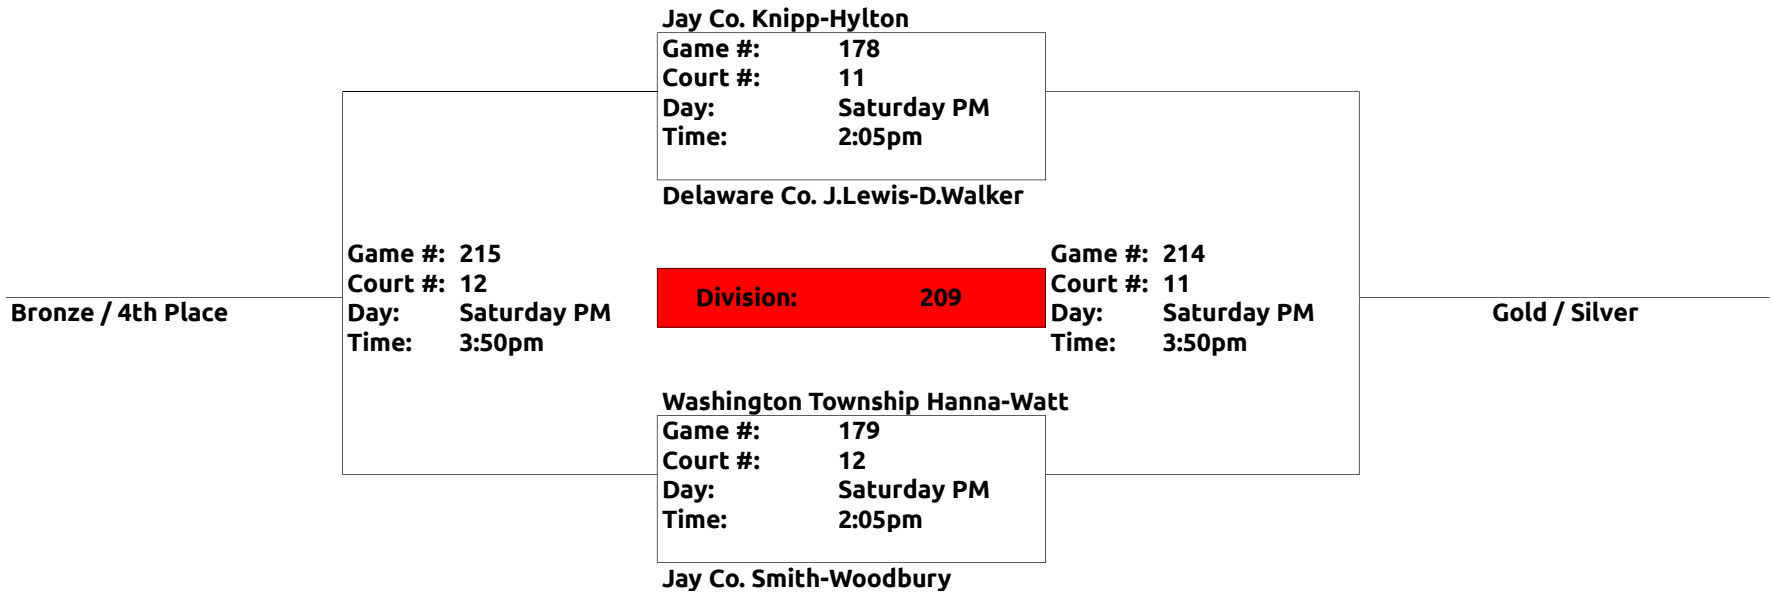 Jay Co. Knipp-Hylton
Game #: 178
Court #: 11
Day: Saturday PM
Time: 2:05pm
Delaware Co. J.Lewis-D.Walker
Game #: 215
Court #: 12
Day: Saturday PM
Time: 3:50pm
Bronze / 4th Place
Division: 209
Game #: 214
Court #: 11
Day: Saturday PM
Time: 3:50pm
Gold / Silver
Washington Township Hanna-Watt
Game #: 179
Court #: 12
Day: Saturday PM
Time: 2:05pm
Jay Co. Smith-Woodbury